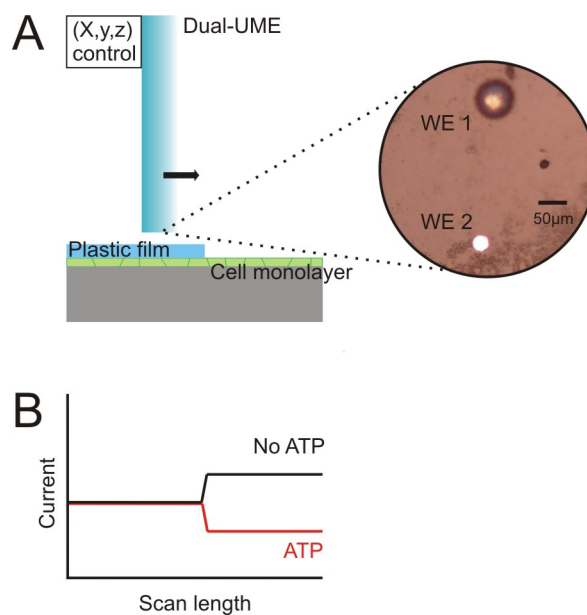 A
(X,y,z)
control
Dual-UME
WE 1
50µm
WE 2
Plastic film
Cell monolayer
B
No ATP
ATP
Current
Scan length